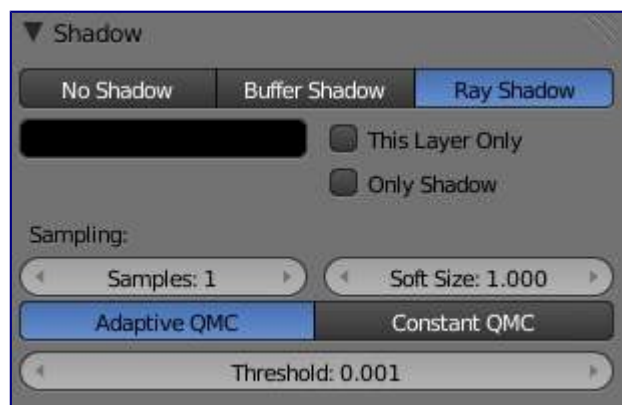 Shadow
No Shadow Buffer Shadow Ray Shadow
This Layer Only
Only Shadow
Sampling:
Samples: 1 Soft Size: 1.000
Adaptive QMC Constant QMC
Threshold: 0.001